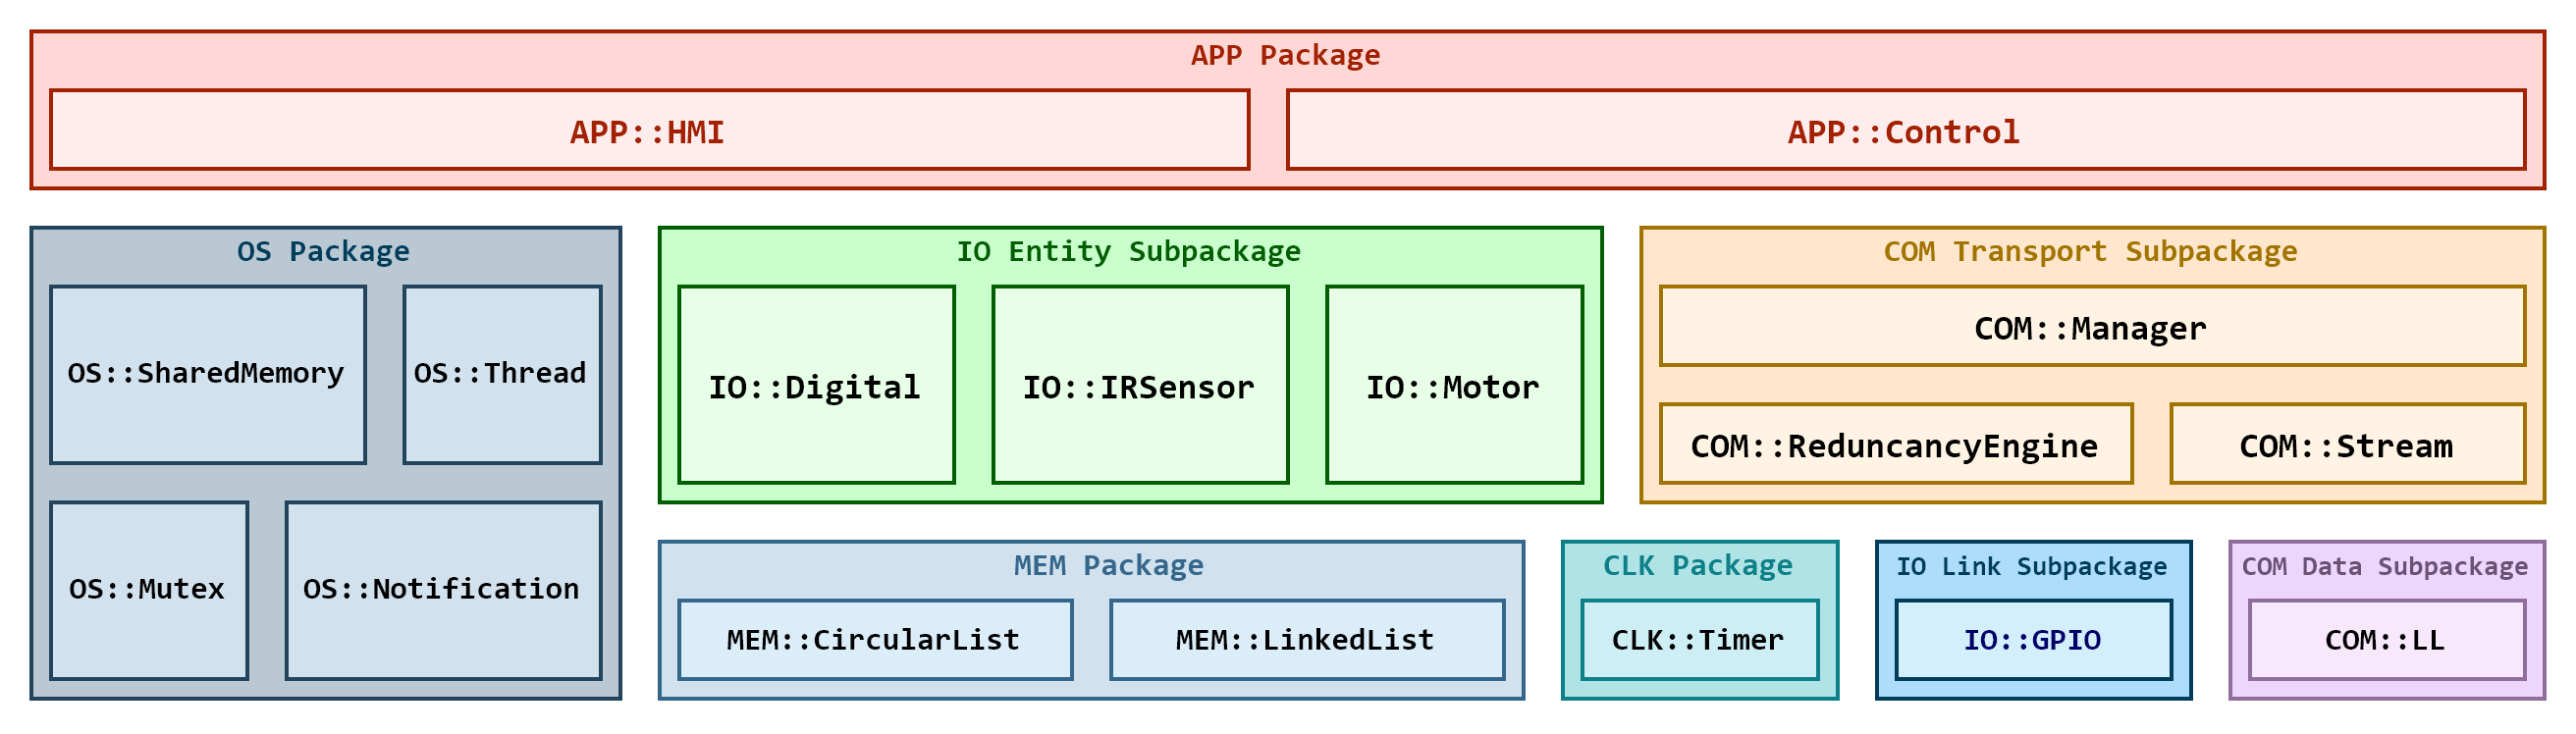 APP Package
APP::HMI
APP::Control
OS Package
OS::SharedMemory
OS::Thread
OS::Mutex
OS::Notification
IO Entity Subpackage
IO::Digital
IO::IRSensor
IO::Motor
COM Transport Subpackage
COM::Manager
COM::ReduncancyEngine
COM::Stream
MEM Package
MEM::CircularList
MEM::LinkedList
CLK Package
CLK::Timer
IO Link Subpackage
IO::GPIO
COM Data Subpackage
COM::LL